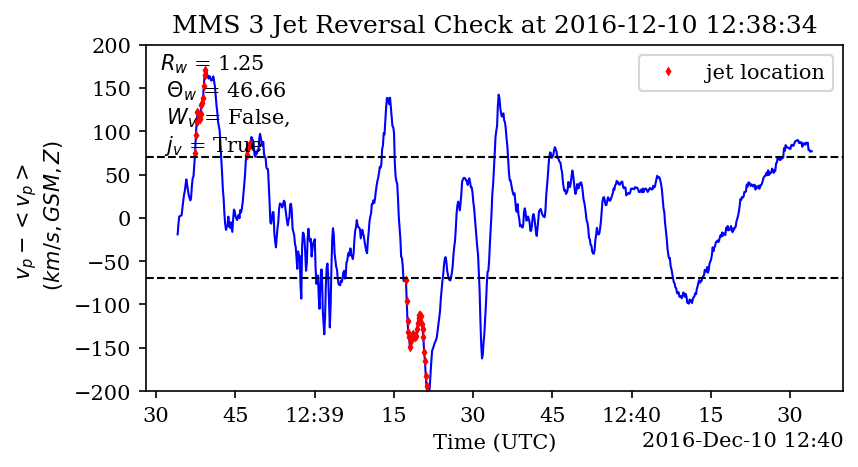 MMS 3 Jet Reversal Check at 2016-12-10 12:38:34
R_w = 1.25
Θ_w = 46.66
W_v = False,
j_v = True
jet location
200
150
100
50
0
−50
−100
−150
−200
v_p − < v_p >
(km/s, GSM, Z)
30 45 12:39 15 30 45 12:40 15 30
Time (UTC)
2016-Dec-10 12:40